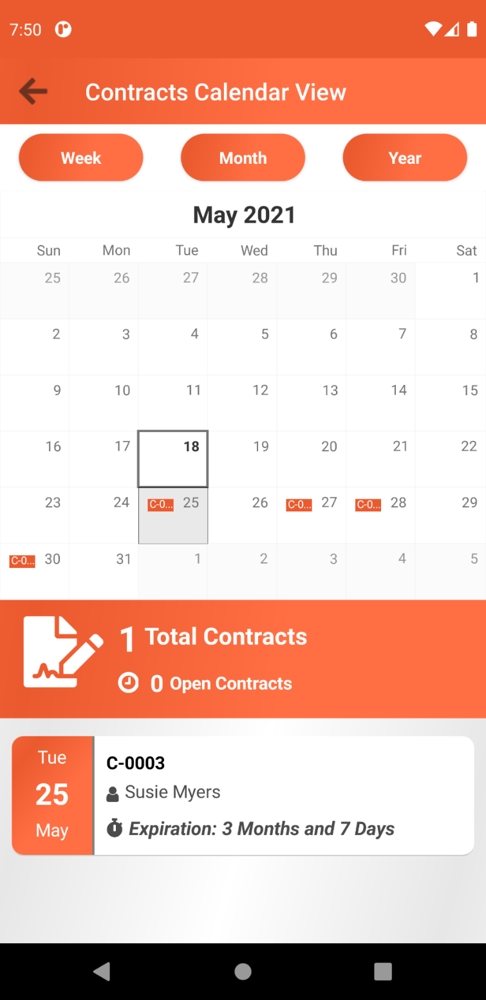 7:50
Contracts Calendar View
Week Month Year
May 2021
Sun Mon Tue Wed Thu Fri Sat
25 26 27 28 29 30 1
2 3 4 5 6 7 8
9 10 11 12 13 14 15
16 17 18 19 20 21 22
23 24 C-0... 25 26 C-0... 27 C-0... 28 29
C-0... 30 31 1 2 3 4 5
1 Total Contracts
0 Open Contracts
Tue
25
May
C-0003
Susie Myers
Expiration: 3 Months and 7 Days